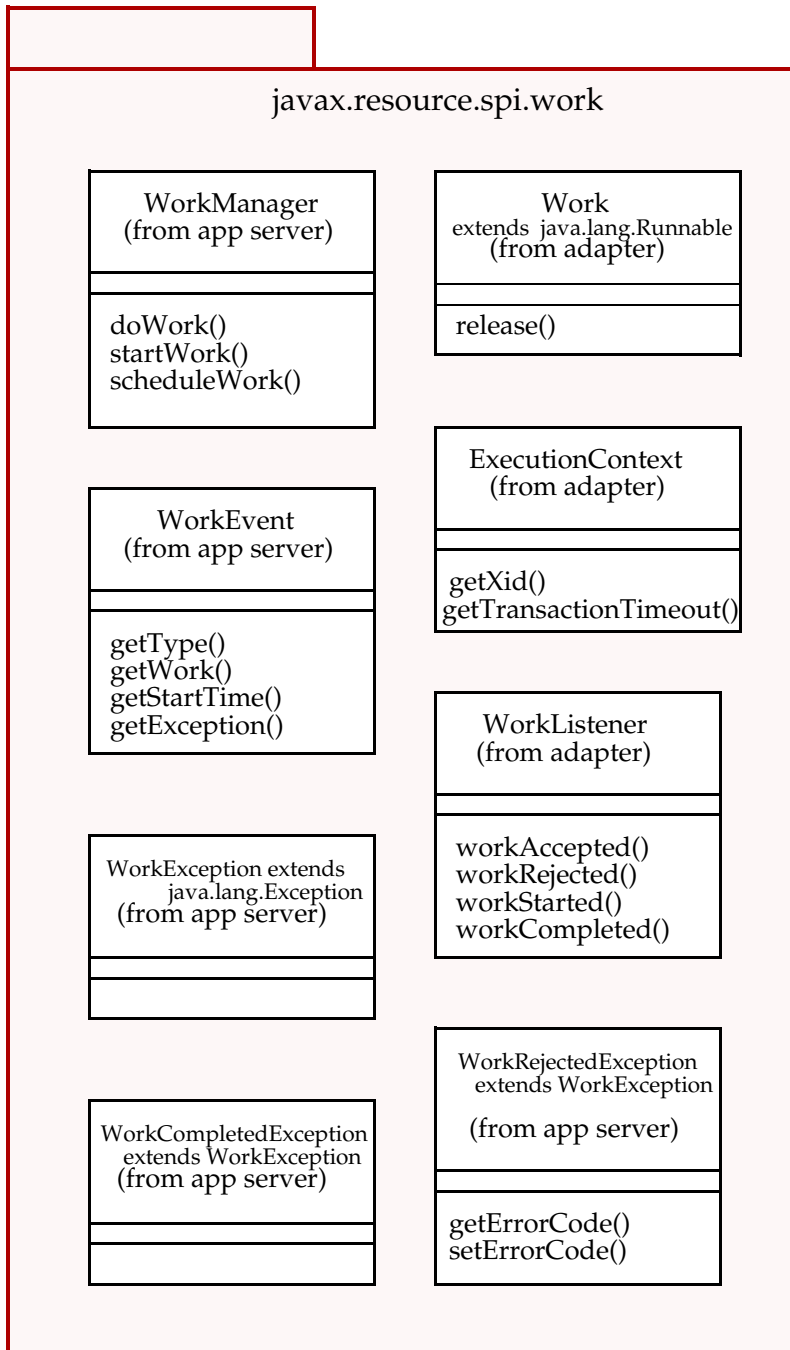 javax.resource.spi.work
WorkManager
(from app server)
doWork()
startWork()
scheduleWork()
Work
extends java.lang.Runnable
(from adapter)
release()
ExecutionContext
(from adapter)
getXid()
getTransactionTimeout()
WorkEvent
(from app server)
getType()
getWork()
getStartTime()
getException()
WorkListener
(from adapter)
workAccepted()
workRejected()
workStarted()
workCompleted()
WorkException extends
java.lang.Exception
(from app server)
WorkRejectedException
extends WorkException
(from app server)
getErrorCode()
setErrorCode()
WorkCompletedException
extends WorkException
(from app server)